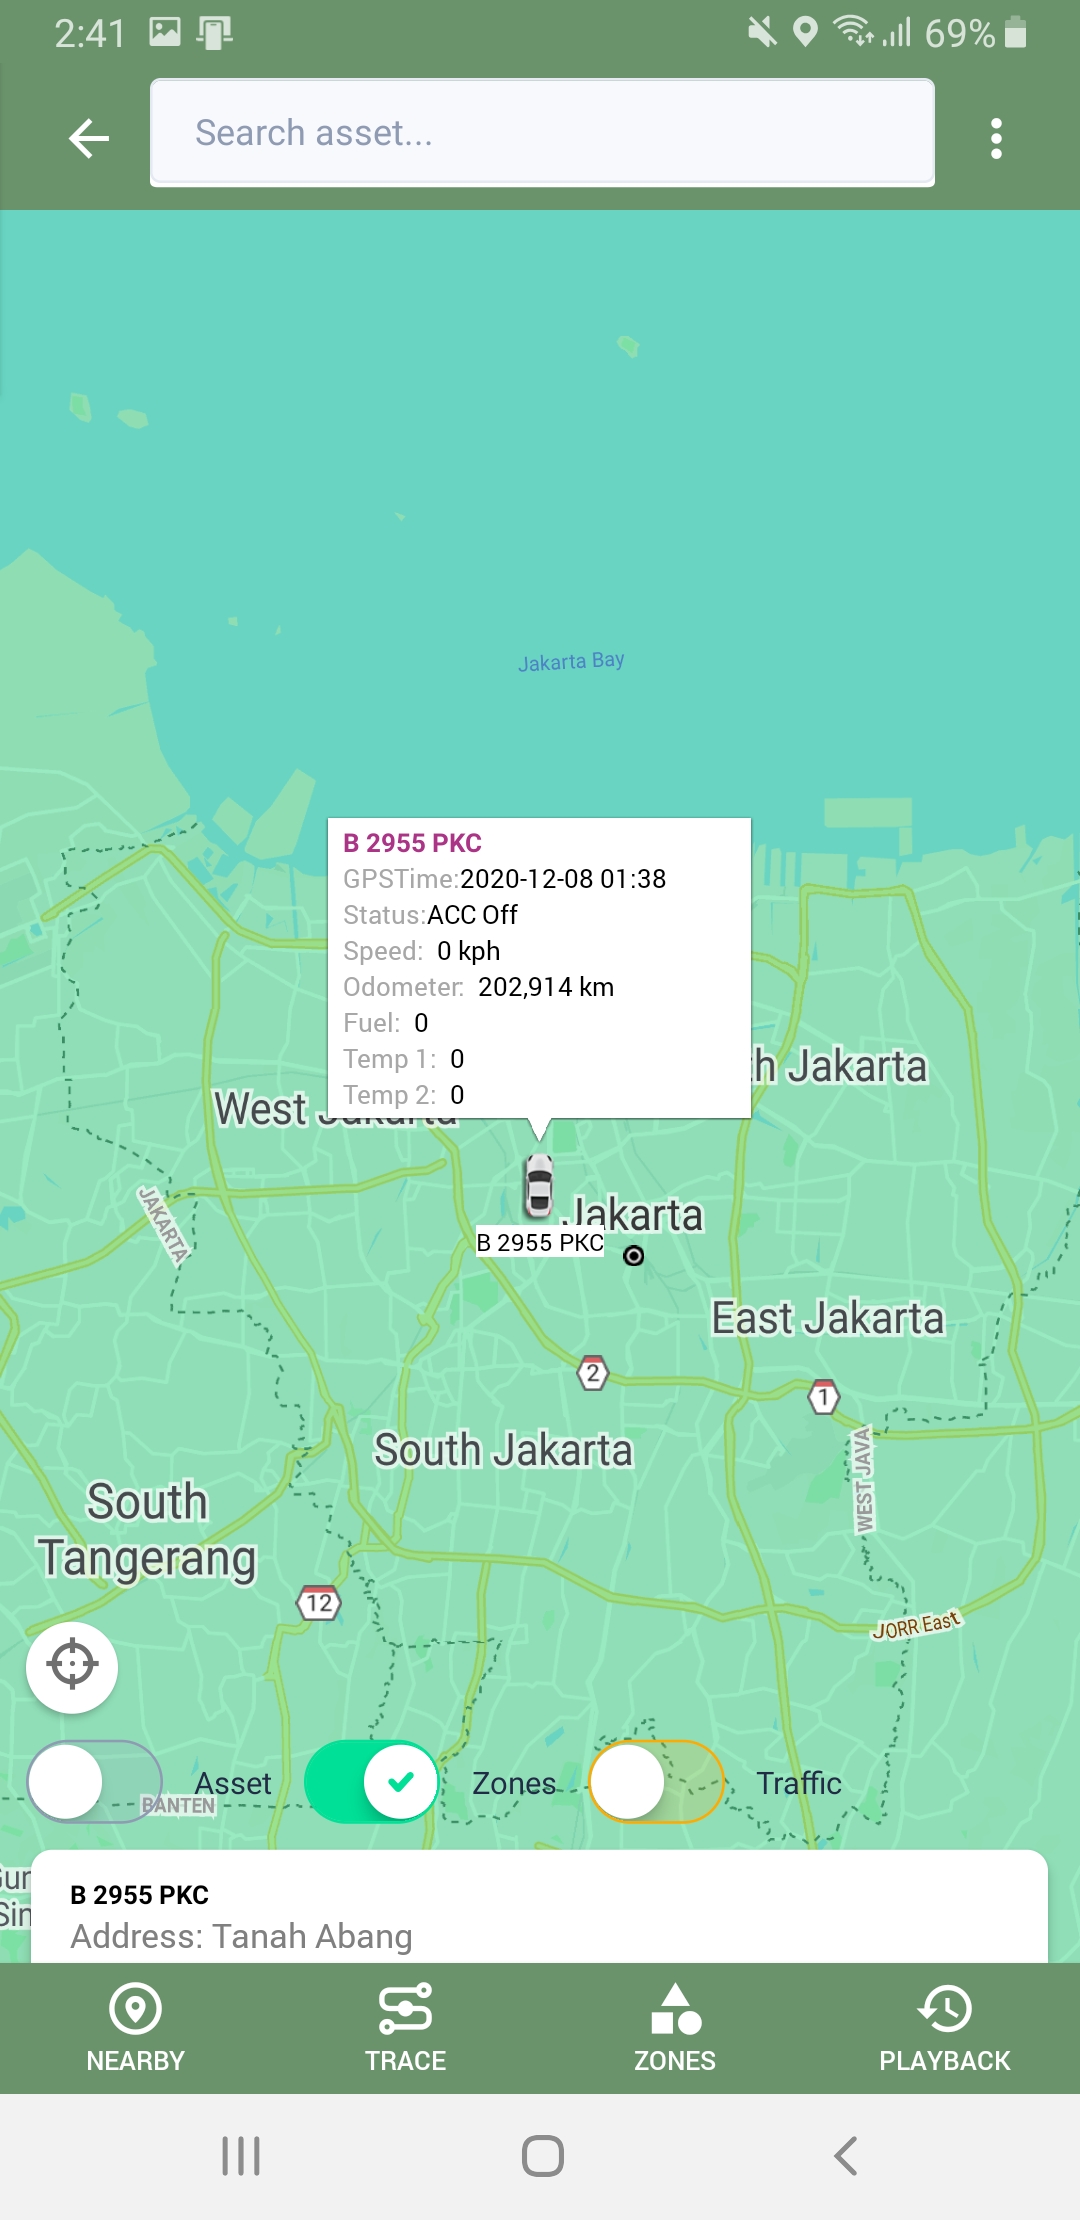 2:41
69%
Search asset...
Jakarta Bay
B 2955 PKC
GPSTime:2020-12-08 01:38
Status:ACC Off
Speed: 0 kph
Odometer: 202,914 km
Fuel: 0
Temp 1: 0
Temp 2: 0
th Jakarta
West Jakarta
JAKARTA
Jakarta
B 2955 PKC
East Jakarta
2
1
South Jakarta
WEST JAVA
South
Tangerang
12
JORR East
Asset
Zones
Traffic
BANTEN
B 2955 PKC
Address: Tanah Abang
NEARBY
TRACE
ZONES
PLAYBACK